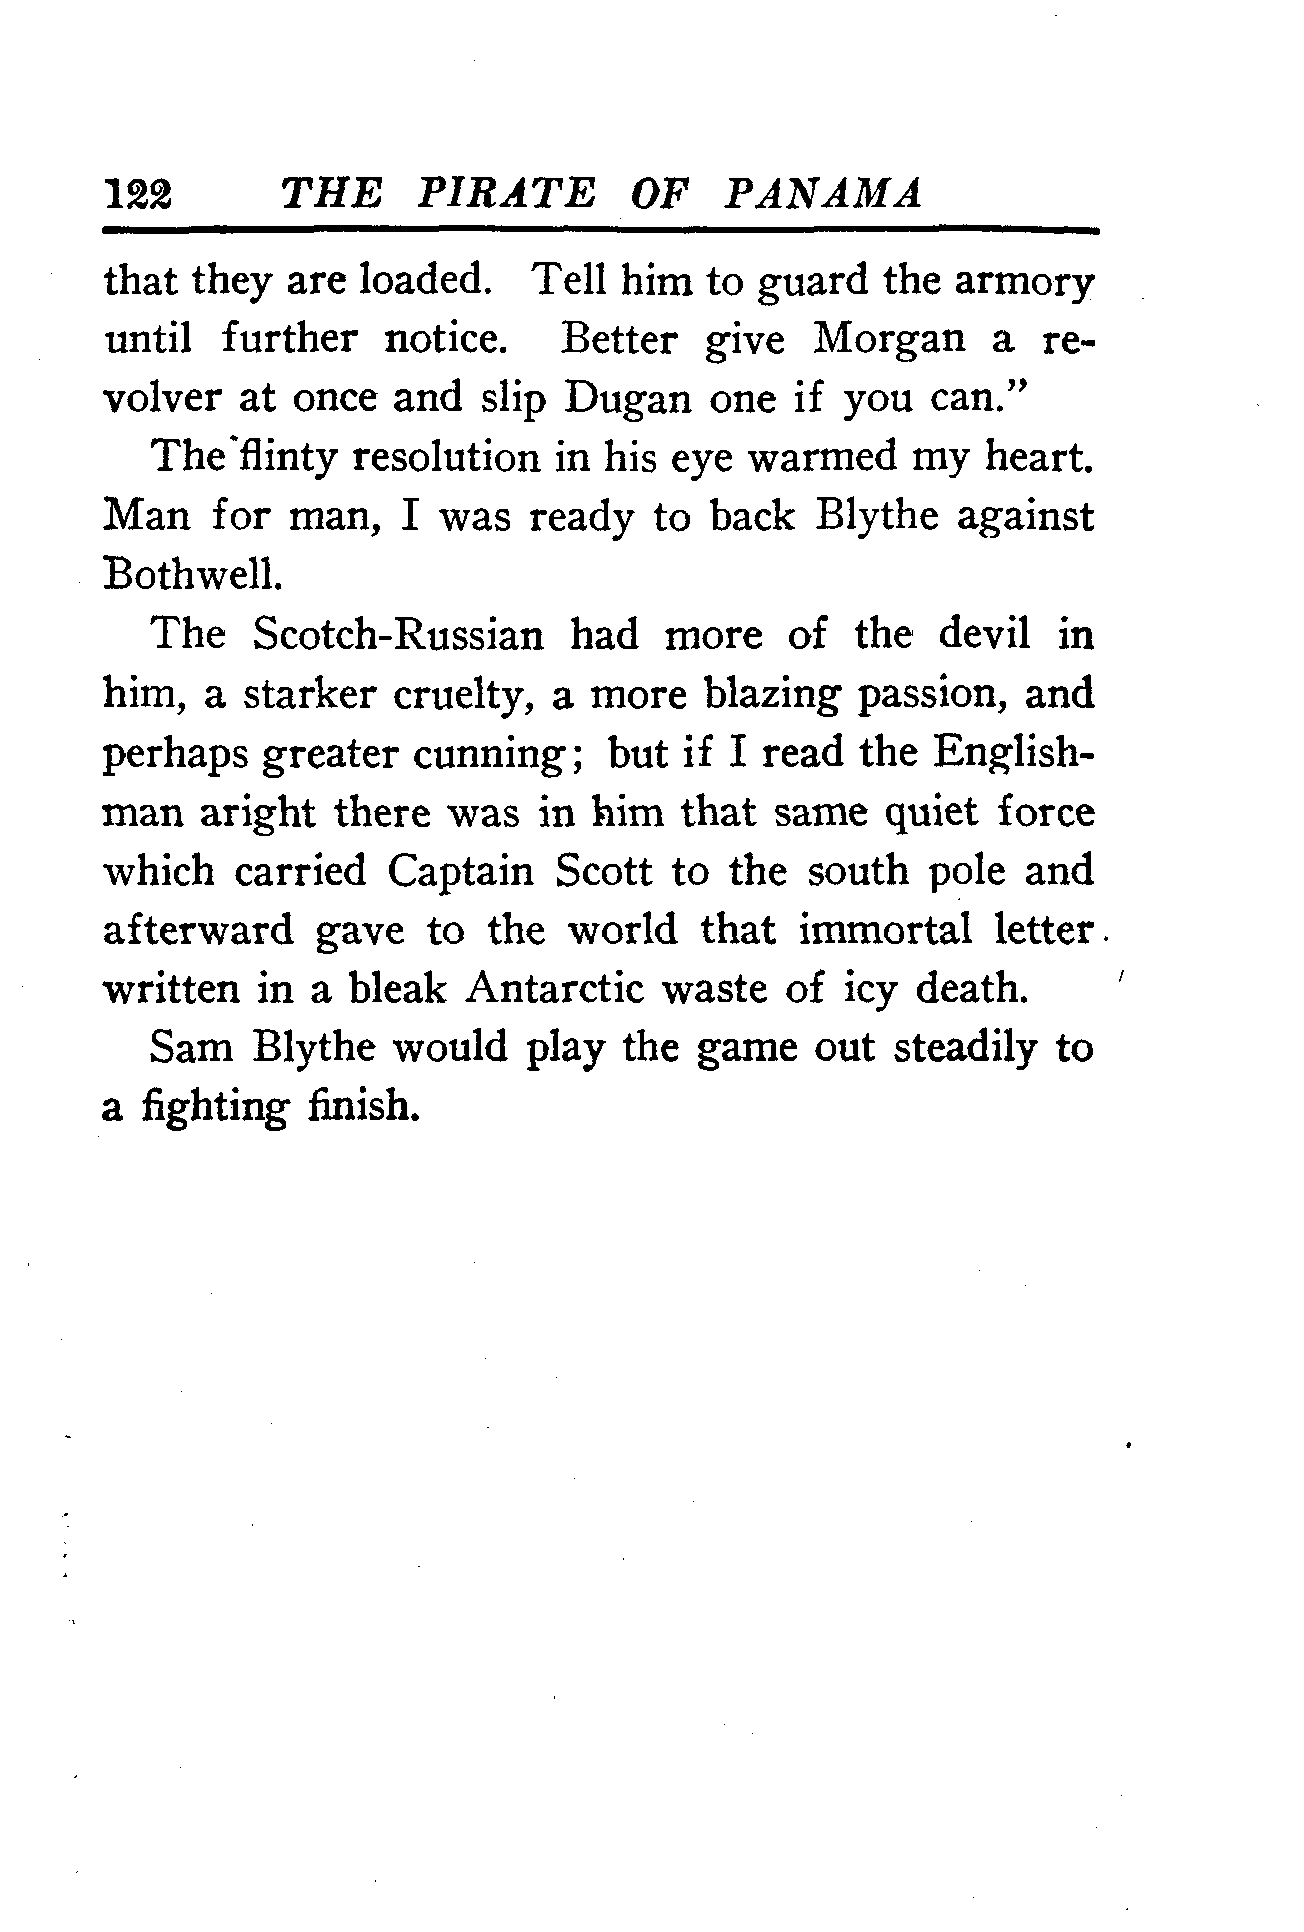 122 THE PIRATE OF PANAMA
that they are loaded. Tell him to guard the armory
until further notice. Better give Morgan a re-
volver at once and slip Dugan one if you can."
The flinty resolution in his eye warmed my heart.
Man for man, I was ready to back Blythe against
Bothwell.
The Scotch-Russian had more of the devil in
him, a starker cruelty, a more blazing passion, and
perhaps greater cunning; but if I read the English-
man aright there was in him that same quiet force
which carried Captain Scott to the south pole and
afterward gave to the world that immortal letter
written in a bleak Antarctic waste of icy death.
Sam Blythe would play the game out steadily to
a fighting finish.